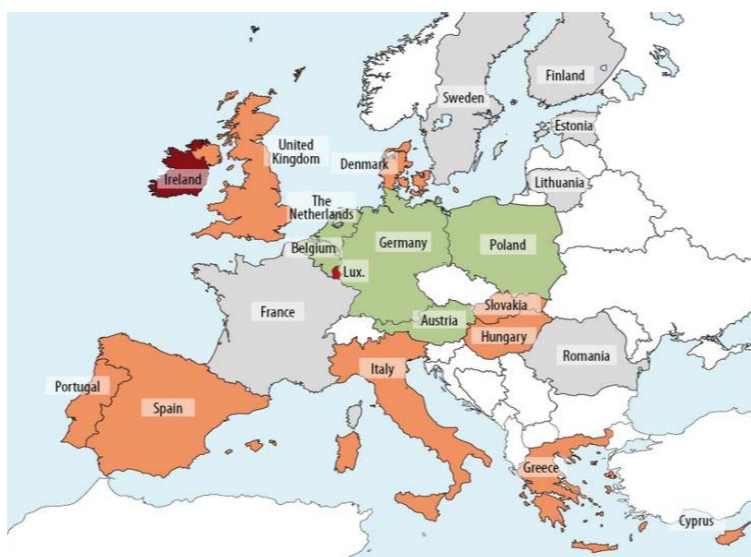 Finland
Sweden
Estonia
United
Kingdom
Denmark
Ireland
Lithuania
The
Netherlands
Germany
Poland
Belgium
Lux.
Slovakia
France
Austria
Hungary
Romania
Italy
Portugal
Spain
Greece
Cyprus